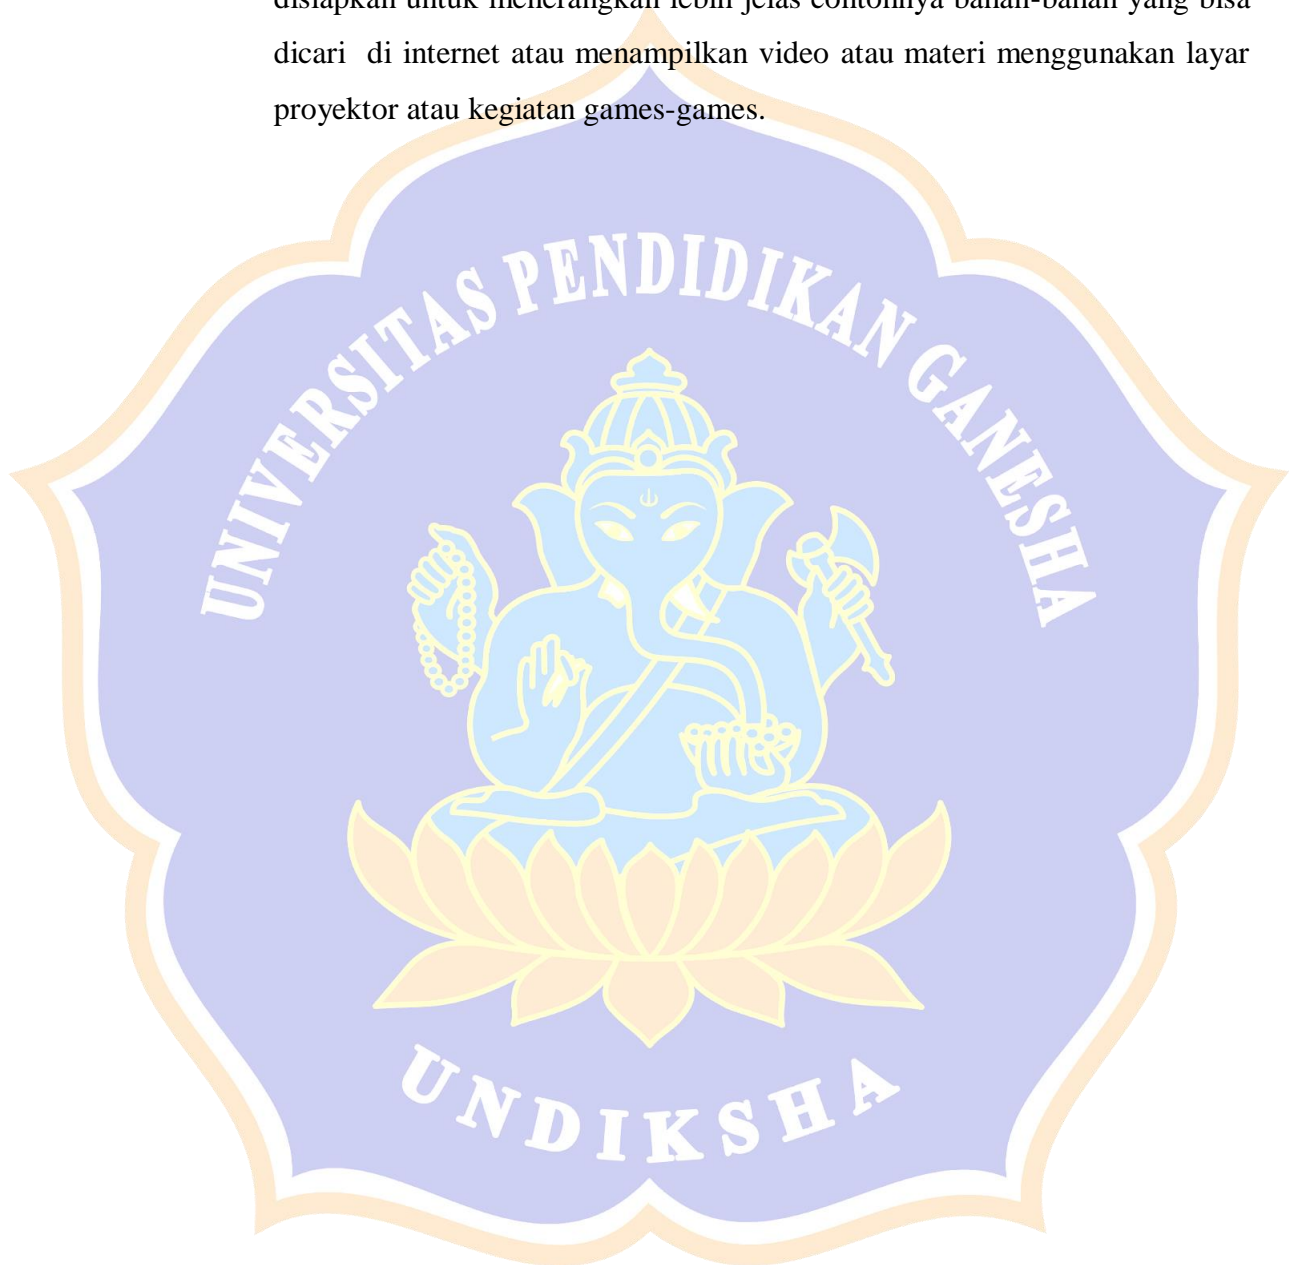 disiapkan untuk menerangkan lebih jelas contohnya bahan-bahan yang bisa
dicari di internet atau menampilkan video atau materi menggunakan layar
proyektor atau kegiatan games-games.
UNIVERSITAS PENDIDIKAN GANESHA
UNDIKSHA